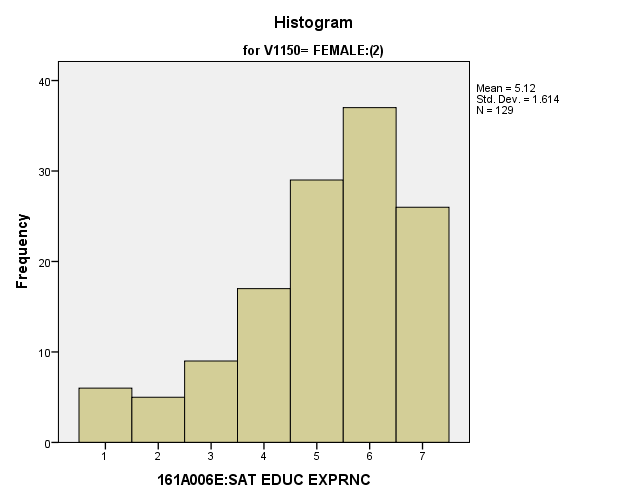 Histogram
for V1150= FEMALE:(2)
Mean = 5.12
Std. Dev. = 1.614
N = 129
40
30
20
10
0
Frequency
1 2 3 4 5 6 7
161A006E:SAT EDUC EXPRNC